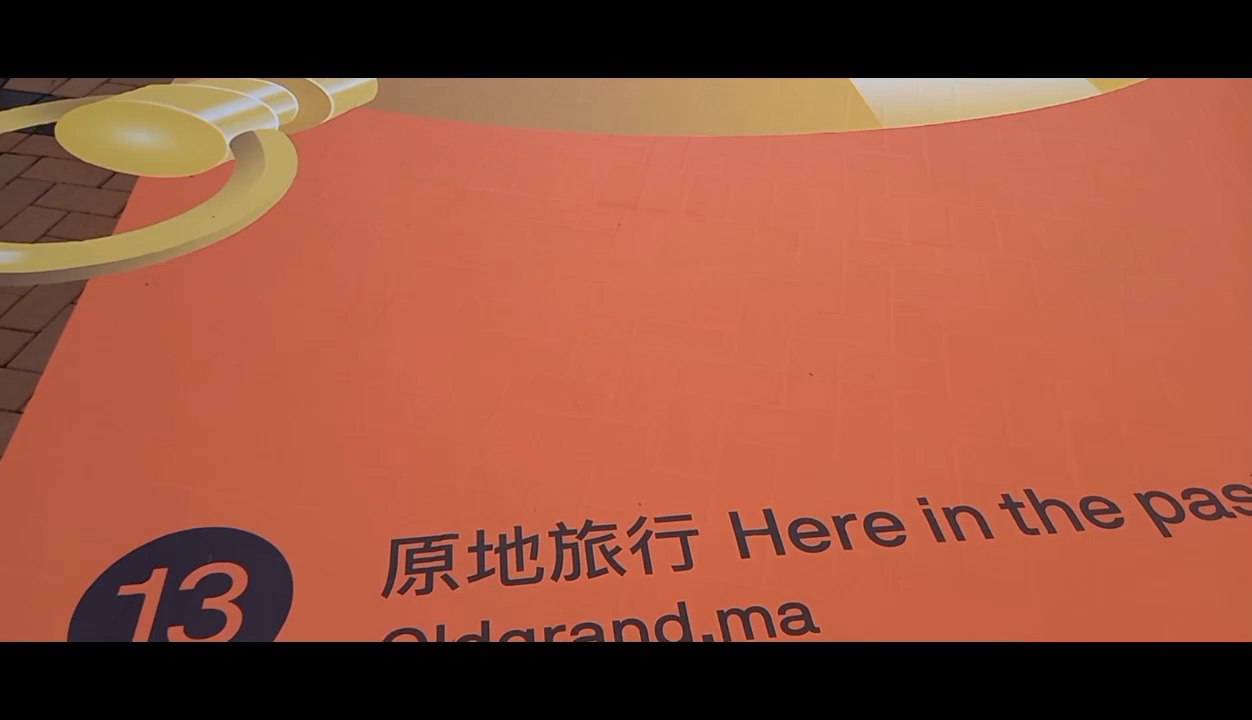 13
原地旅行 Here in the pas
Oldgrand.ma